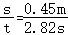 s/t = 0.45m/2.82s